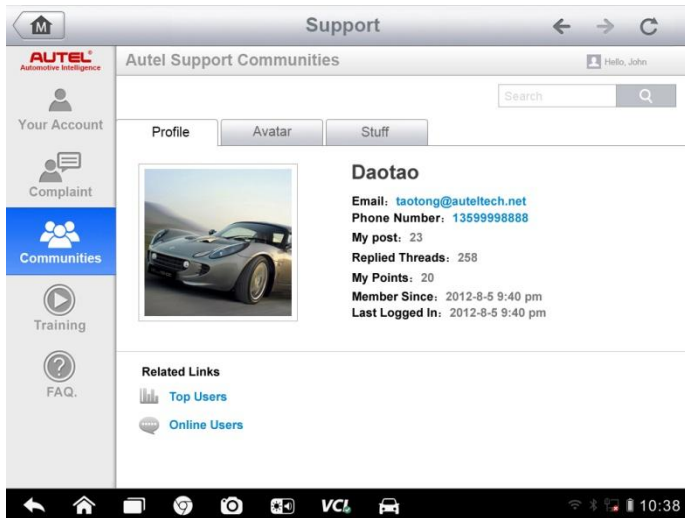 M
Support
AUTEL®
Automotive Intelligence
Autel Support Communities
Hello, John
Search
Your Account
Complaint
Communities
Training
FAQ.
Profile
Avatar
Stuff
Daotao
Email: taotong@auteltech.net
Phone Number: 13599998888
My post: 23
Replied Threads: 258
My Points: 20
Member Since: 2012-8-5 9:40 pm
Last Logged In: 2012-8-5 9:40 pm
Related Links
Top Users
Online Users
VCI
10:38